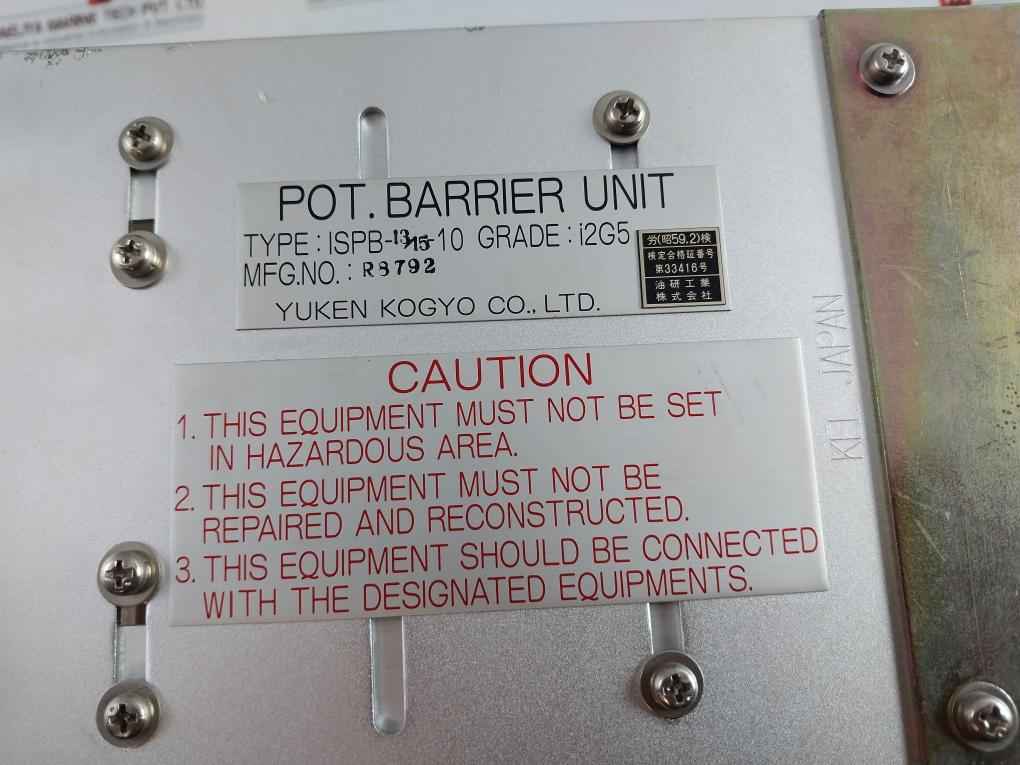 MARINE TECH PVT. LTD
POT. BARRIER UNIT
TYPE : ISPB-13/15-10 GRADE : i2G5
MFG.NO. : R8792
YUKEN KOGYO CO., LTD.
労(昭59.2)検
検定合格証番号
第33416号
油研工業
株式会社
CAUTION
1. THIS EQUIPMENT MUST NOT BE SET
IN HAZARDOUS AREA.
2. THIS EQUIPMENT MUST NOT BE
REPAIRED AND RECONSTRUCTED.
3. THIS EQUIPMENT SHOULD BE CONNECTED
WITH THE DESIGNATED EQUIPMENTS.
JAPAN